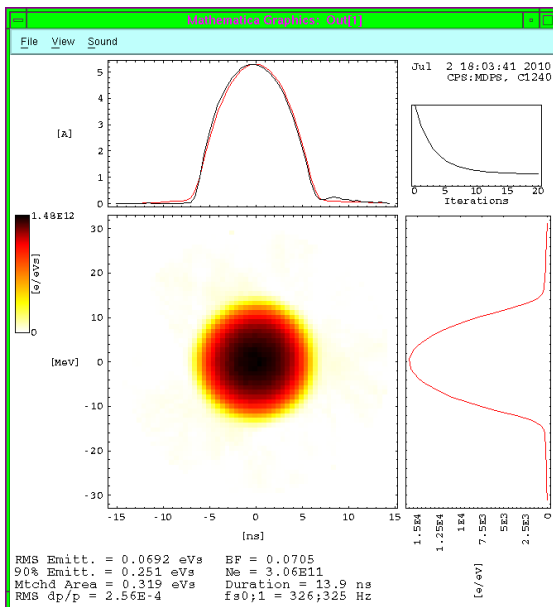 Mathematica Graphics: Out[1]
File View Sound
Jul 2 18:03:41 2010
CPS:MDPS, C1240
5
4
3
2
1
0
[A]
0 5 10 15 20
Iterations
1.48E12
[e/eVs]
0
30
20
10
0
-10
-20
-30
[MeV]
-15 -10 -5 0 5 10 15
[ns]
1.5E4
1.25E4
1E4
7.5E3
5E3
2.5E3
0
[e/eV]
RMS Emitt. = 0.0692 eVs BF = 0.0705
90% Emitt. = 0.251 eVs Ne = 3.06E11
Mtchd Area = 0.319 eVs Duration = 13.9 ns
RMS dp/p = 2.56E-4 fs0;1 = 326;325 Hz